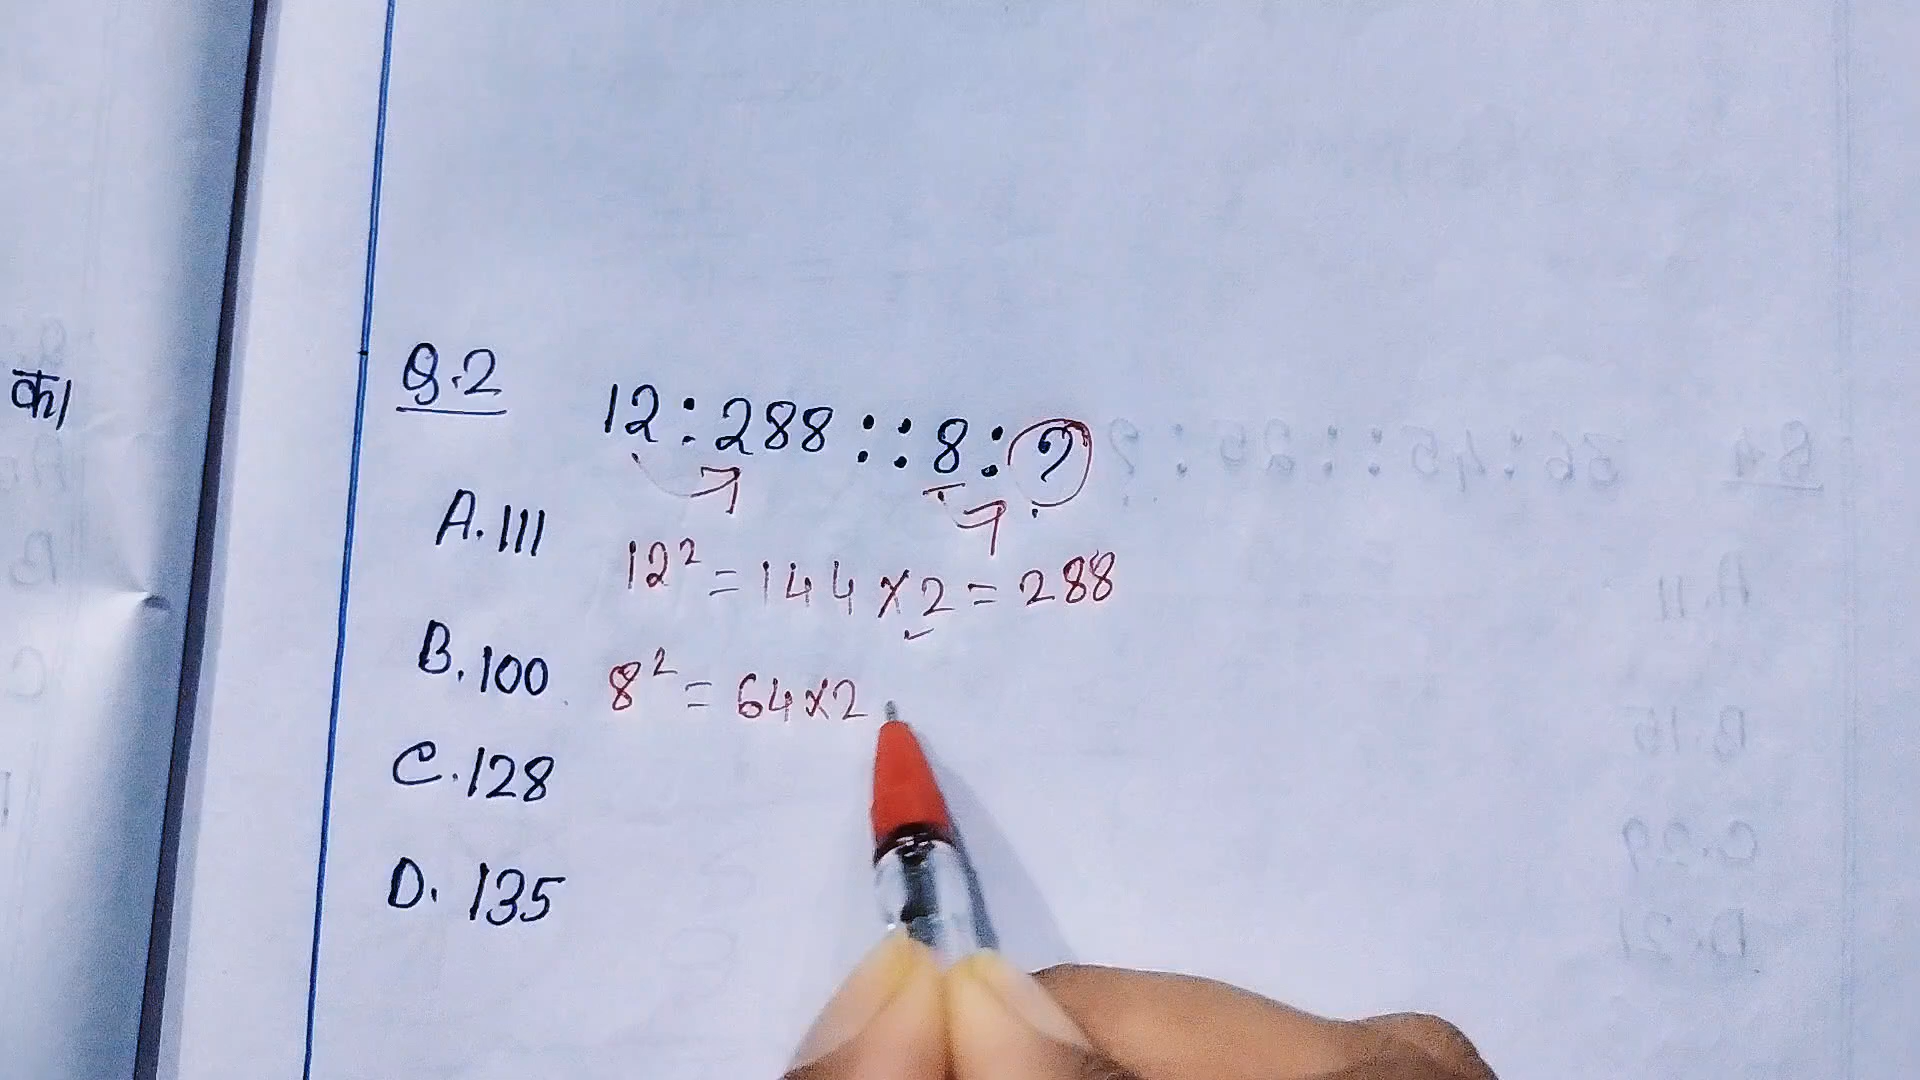 का
Q.2 12 : 288 :: 8 : ?
A. 111
12² = 144 × 2 = 288
B. 100
8² = 64×2
C. 128
D. 135